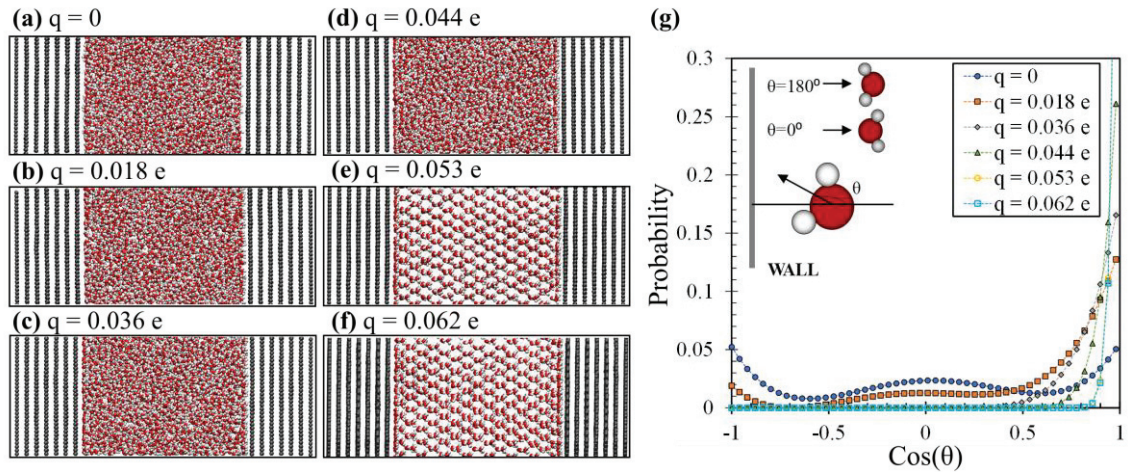 (a) q = 0
(b) q = 0.018 e
(c) q = 0.036 e
(d) q = 0.044 e
(e) q = 0.053 e
(f) q = 0.062 e
(g)
Probability
0.3
0.25
0.2
0.15
0.1
0.05
0
-1
-0.5
0
0.5
1
Cos(θ)
θ=180⁰
θ=0⁰
θ
WALL
q = 0
q = 0.018 e
q = 0.036 e
q = 0.044 e
q = 0.053 e
q = 0.062 e